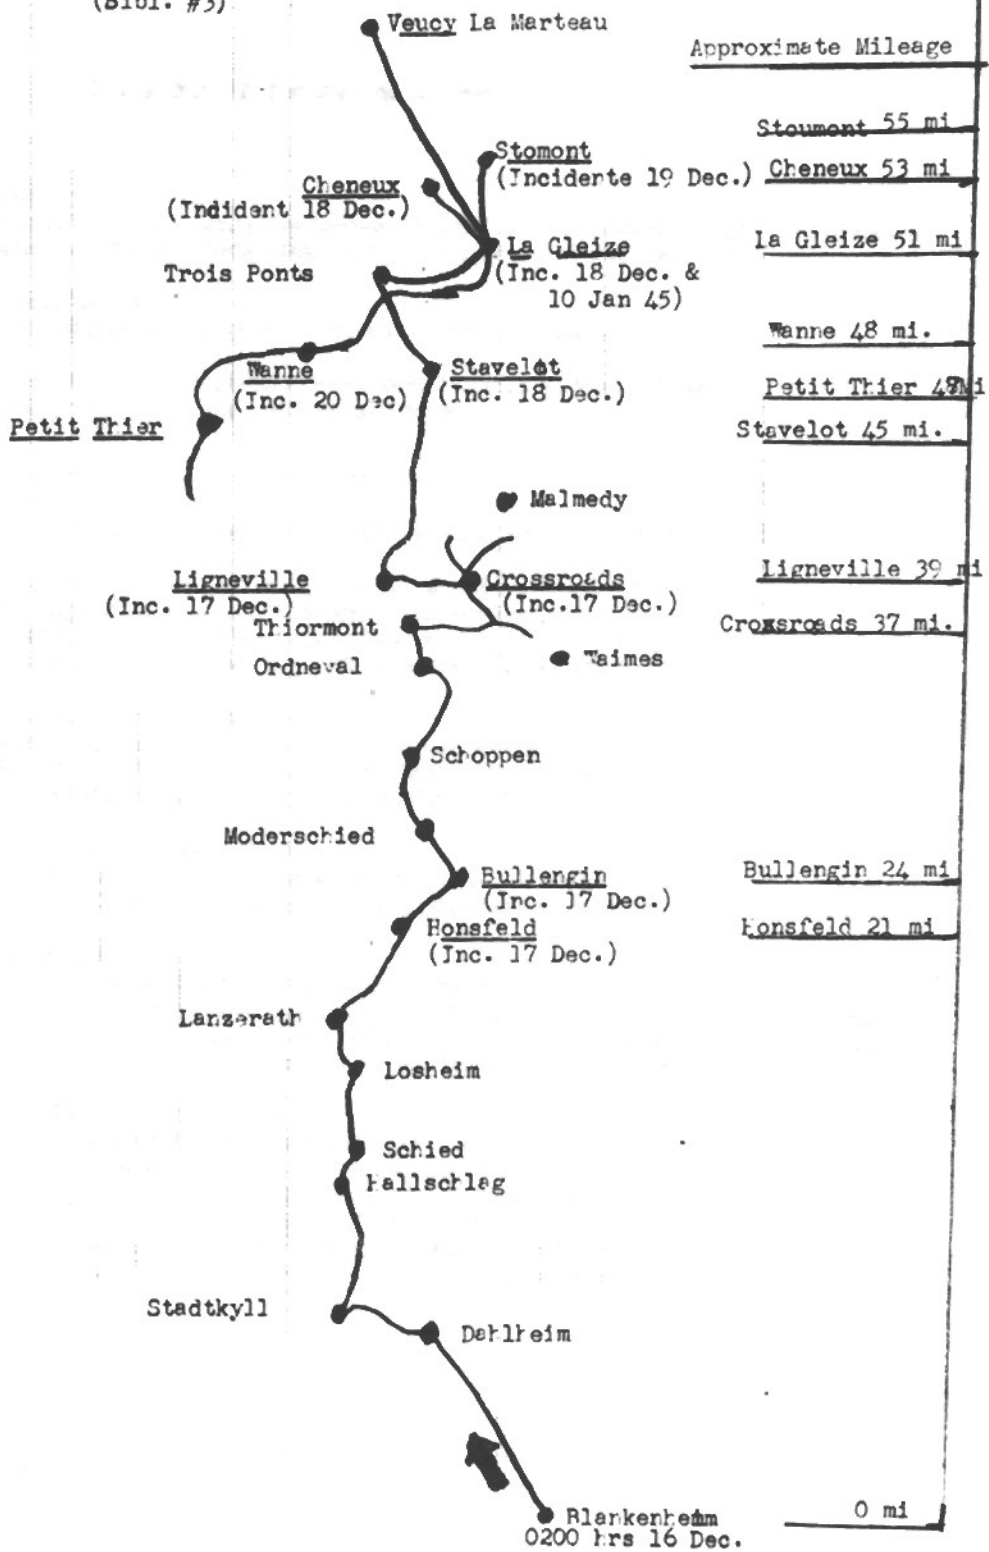 (Bibl. #3)
Veucy La Marteau
Approximate Mileage
Stoumont 55 mi
Stomont
(Incidente 19 Dec.)
Cheneux 53 mi
Cheneux
(Indident 18 Dec.)
La Gleize 51 mi
La Gleize
(Inc. 18 Dec. &
10 Jan 45)
Trois Ponts
Wanne 48 mi.
Wanne
(Inc. 20 Dec)
Stavelot
(Inc. 18 Dec.)
Petit Thier mi
Petit Thier
Stavelot 45 mi.
Malmedy
Ligneville 39 mi
Ligneville
(Inc. 17 Dec.)
Crossroads
(Inc.17 Dec.)
Crossroads 37 mi.
Thiormont
Ordneval
Waimes
Schoppen
Moderschied
Bullengin 24 mi
Bullengin
(Inc. 17 Dec.)
Honsfeld 21 mi
Honsfeld
(Inc. 17 Dec.)
Lanzerath
Losheim
Schied
Hallschlag
Stadtkyll
Dahlheim
0 mi
Blankenheim
0200 hrs 16 Dec.